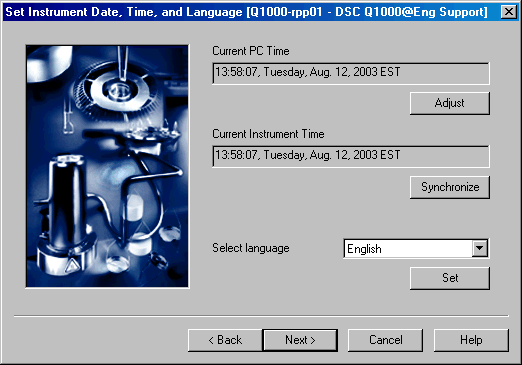 Set Instrument Date, Time, and Language [Q1000-rpp01 - DSC Q1000@Eng Support]
Current PC Time
13:58:07, Tuesday, Aug. 12, 2003 EST
Adjust
Current Instrument Time
13:58:07, Tuesday, Aug. 12, 2003 EST
Synchronize
Select language
English
Set
< Back
Next >
Cancel
Help